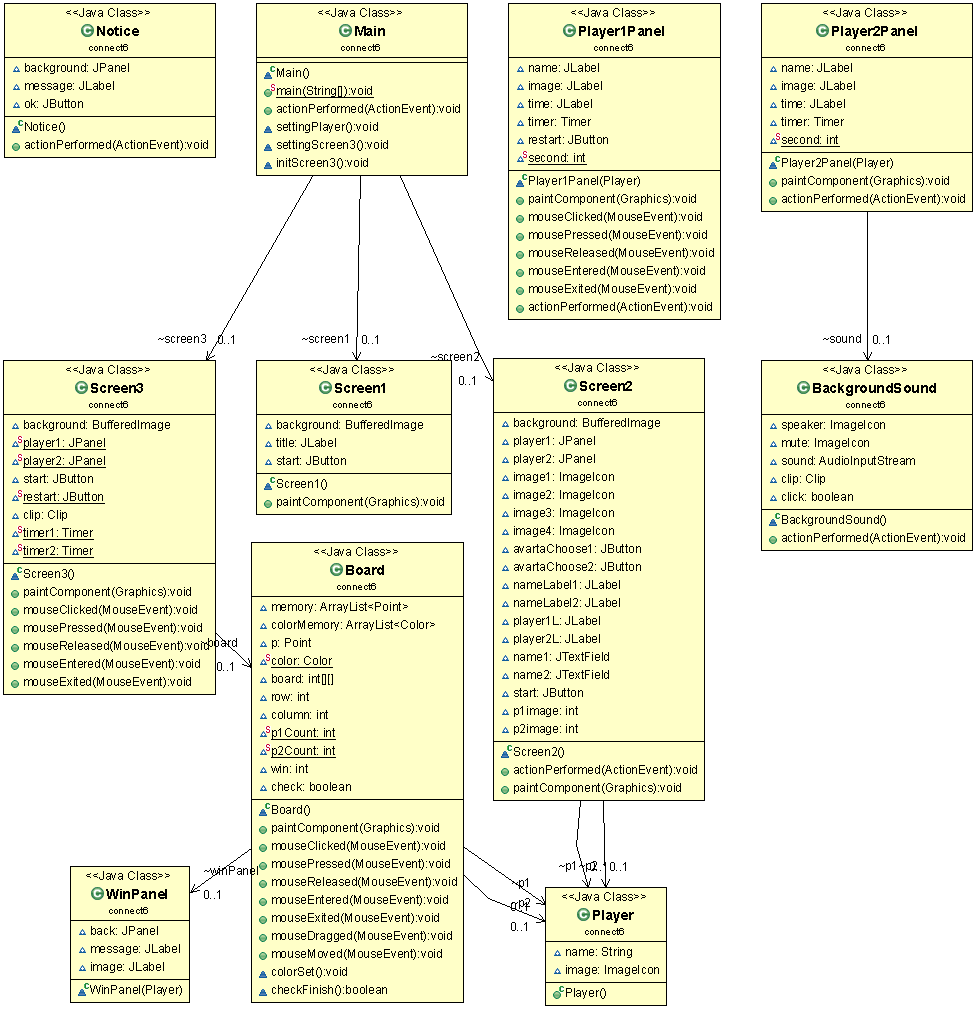 <<Java Class>>
Notice
connect6
background: JPanel
message: JLabel
ok: JButton
Notice()
actionPerformed(ActionEvent):void
<<Java Class>>
Main
connect6
Main()
main(String[]):void
actionPerformed(ActionEvent):void
settingPlayer():void
settingScreen3():void
initScreen3():void
<<Java Class>>
Player1Panel
connect6
name: JLabel
image: JLabel
time: JLabel
timer: Timer
restart: JButton
second: int
Player1Panel(Player)
paintComponent(Graphics):void
mouseClicked(MouseEvent):void
mousePressed(MouseEvent):void
mouseReleased(MouseEvent):void
mouseEntered(MouseEvent):void
mouseExited(MouseEvent):void
actionPerformed(ActionEvent):void
<<Java Class>>
Player2Panel
connect6
name: JLabel
image: JLabel
time: JLabel
timer: Timer
second: int
Player2Panel(Player)
paintComponent(Graphics):void
actionPerformed(ActionEvent):void
~screen3 0..1
~screen1 0..1
~screen2
0..1
~sound 0..1
<<Java Class>>
Screen3
connect6
background: BufferedImage
player1: JPanel
player2: JPanel
start: JButton
restart: JButton
clip: Clip
timer1: Timer
timer2: Timer
Screen3()
paintComponent(Graphics):void
mouseClicked(MouseEvent):void
mousePressed(MouseEvent):void
mouseReleased(MouseEvent):void
mouseEntered(MouseEvent):void
mouseExited(MouseEvent):void
<<Java Class>>
Screen1
connect6
background: BufferedImage
title: JLabel
start: JButton
Screen1()
paintComponent(Graphics):void
<<Java Class>>
Screen2
connect6
background: BufferedImage
player1: JPanel
player2: JPanel
image1: ImageIcon
image2: ImageIcon
image3: ImageIcon
image4: ImageIcon
avartaChoose1: JButton
avartaChoose2: JButton
nameLabel1: JLabel
nameLabel2: JLabel
player1L: JLabel
player2L: JLabel
name1: JTextField
name2: JTextField
start: JButton
p1image: int
p2image: int
Screen2()
actionPerformed(ActionEvent):void
paintComponent(Graphics):void
<<Java Class>>
BackgroundSound
connect6
speaker: ImageIcon
mute: ImageIcon
sound: AudioInputStream
clip: Clip
click: boolean
BackgroundSound()
actionPerformed(ActionEvent):void
~board
0..1
<<Java Class>>
Board
connect6
memory: ArrayList<Point>
colorMemory: ArrayList<Color>
p: Point
color: Color
board: int[][]
row: int
column: int
p1Count: int
p2Count: int
win: int
check: boolean
Board()
paintComponent(Graphics):void
mouseClicked(MouseEvent):void
mousePressed(MouseEvent):void
mouseReleased(MouseEvent):void
mouseEntered(MouseEvent):void
mouseExited(MouseEvent):void
mouseDragged(MouseEvent):void
mouseMoved(MouseEvent):void
colorSet():void
checkFinish():boolean
~winPanel
0..1
~p1 ~p2 0..1
~p1
~p2
0..1
0..1
<<Java Class>>
WinPanel
connect6
back: JPanel
message: JLabel
image: JLabel
WinPanel(Player)
<<Java Class>>
Player
connect6
name: String
image: ImageIcon
Player()